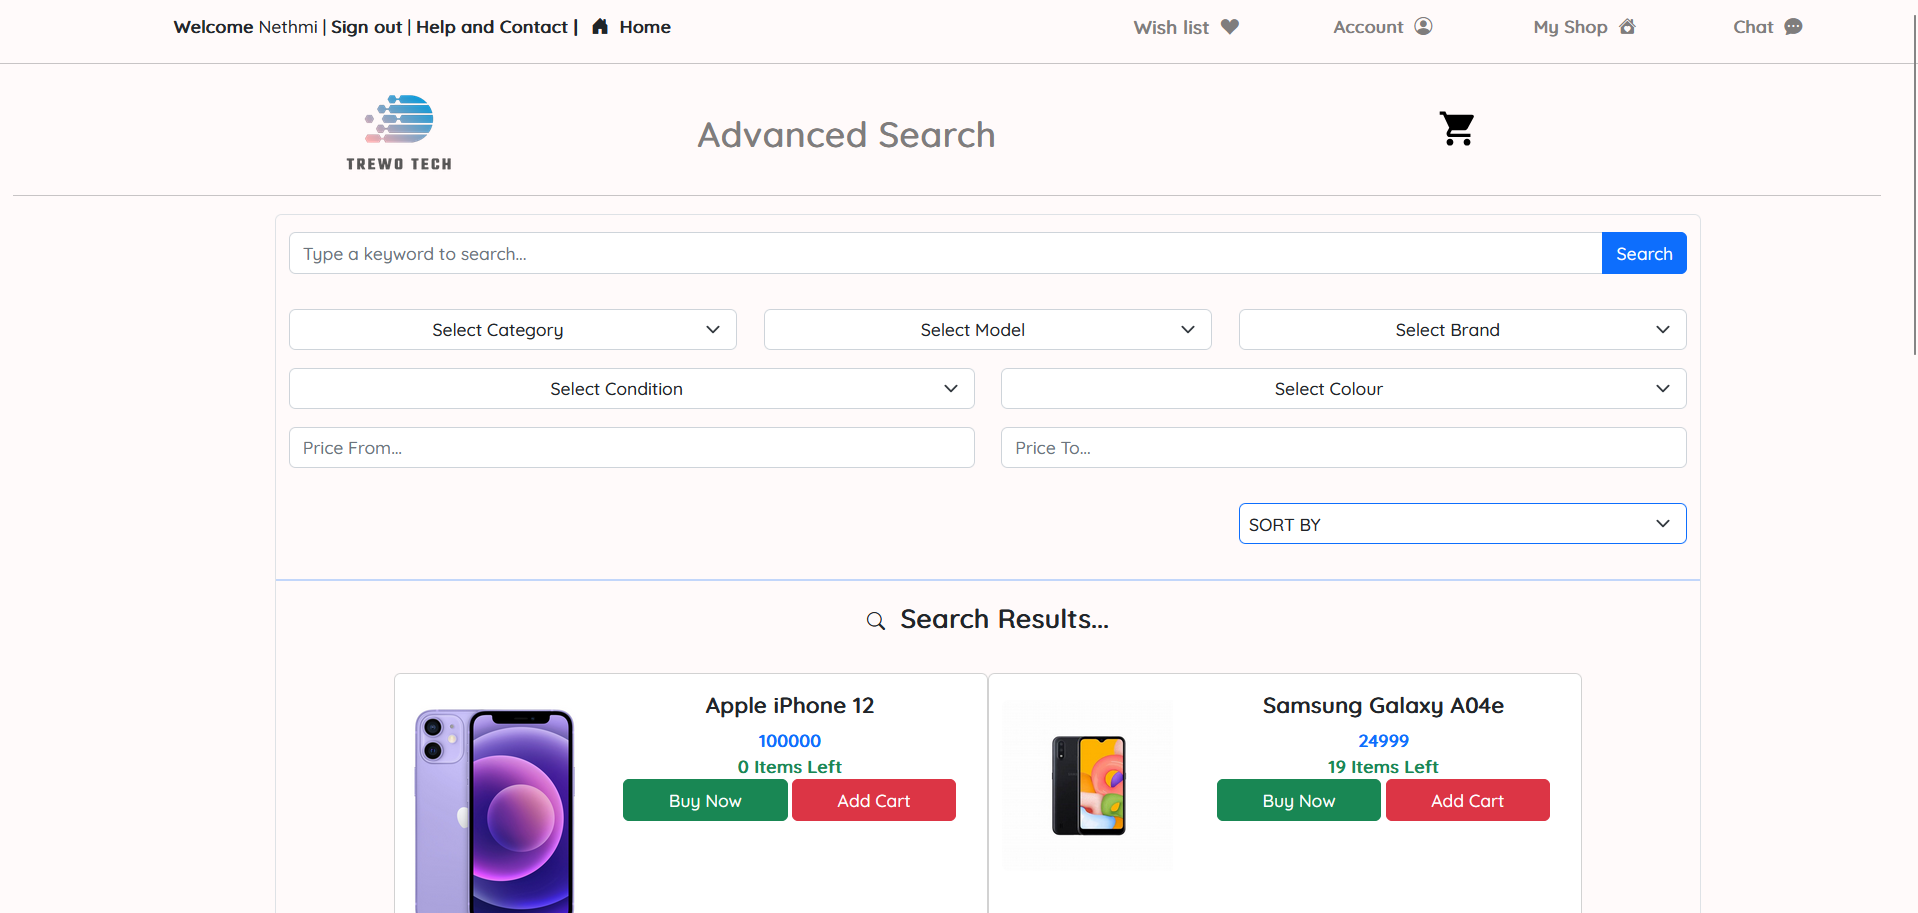 Welcome Nethmi | Sign out | Help and Contact | Home
Wish list
Account
My Shop
Chat
TREWO TECH
Advanced Search
Type a keyword to search...
Search
Select Category
Select Model
Select Brand
Select Condition
Select Colour
Price From...
Price To...
SORT BY
Search Results...
Apple iPhone 12
100000
0 Items Left
Buy Now
Add Cart
Samsung Galaxy A04e
24999
19 Items Left
Buy Now
Add Cart